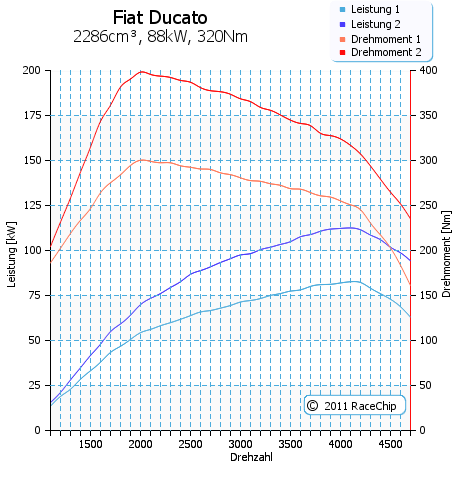 Fiat Ducato
2286cm³, 88kW, 320Nm
Leistung 1
Leistung 2
Drehmoment 1
Drehmoment 2
200
175
150
125
100
75
50
25
0
Leistung [kW]
400
350
300
250
200
150
100
50
0
Drehmoment [Nm]
1500 2000 2500 3000 3500 4000 4500
Drehzahl
© 2011 RaceChip